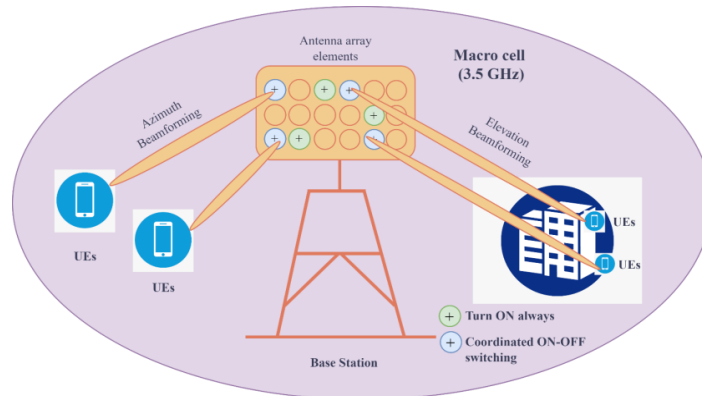 Antenna array
elements
Macro cell
(3.5 GHz)
Azimuth
Beamforming
Elevation
Beamforming
+ + +
+
+ + +
UEs
UEs
UEs
UEs
+ Turn ON always
+ Coordinated ON-OFF
switching
Base Station